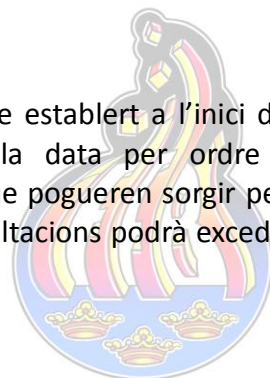 e establert a l’inici d
la data per ordre
e pogueren sorgir pe
ltacions podrà exced